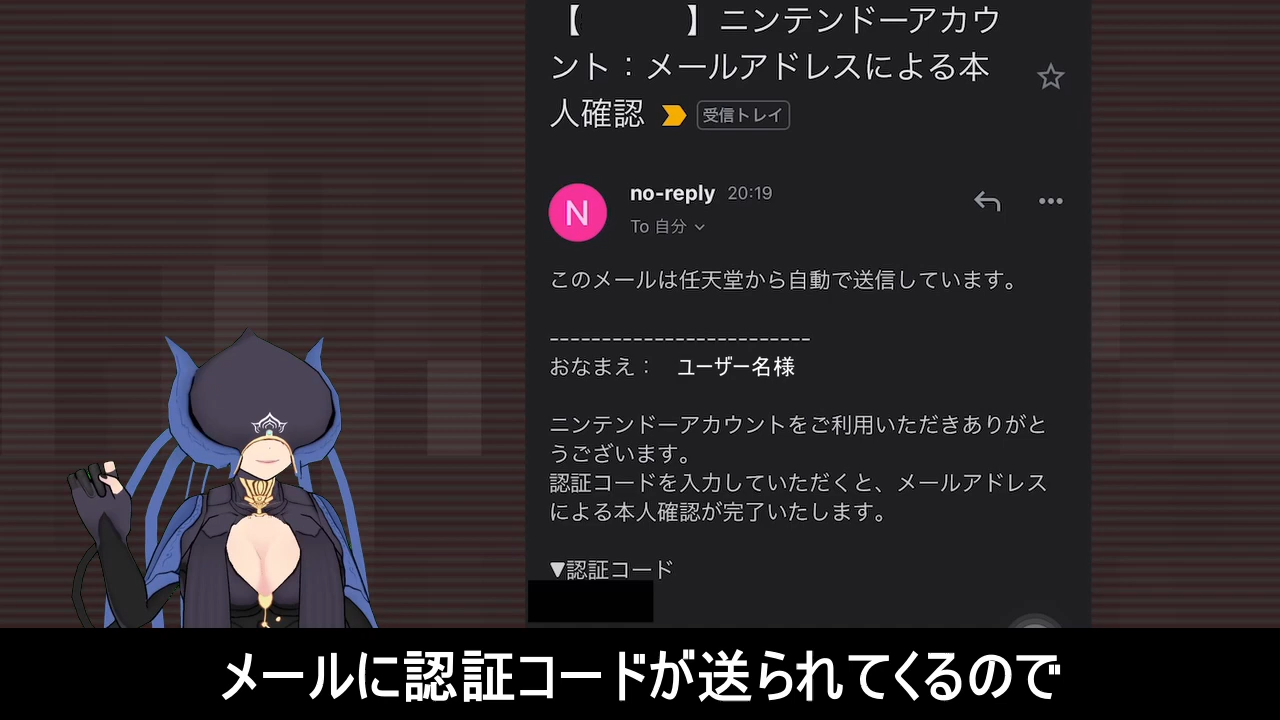 【　　　】ニンテンドーアカウ
ント：メールアドレスによる本
人確認 受信トレイ
N
no-reply 20:19
To 自分
このメールは任天堂から自動で送信しています。
-------------------------
おなまえ： ユーザー名様
ニンテンドーアカウントをご利用いただきありがと
うございます。
認証コードを入力していただくと、メールアドレス
による本人確認が完了いたします。
▼認証コード
メールに認証コードが送られてくるので